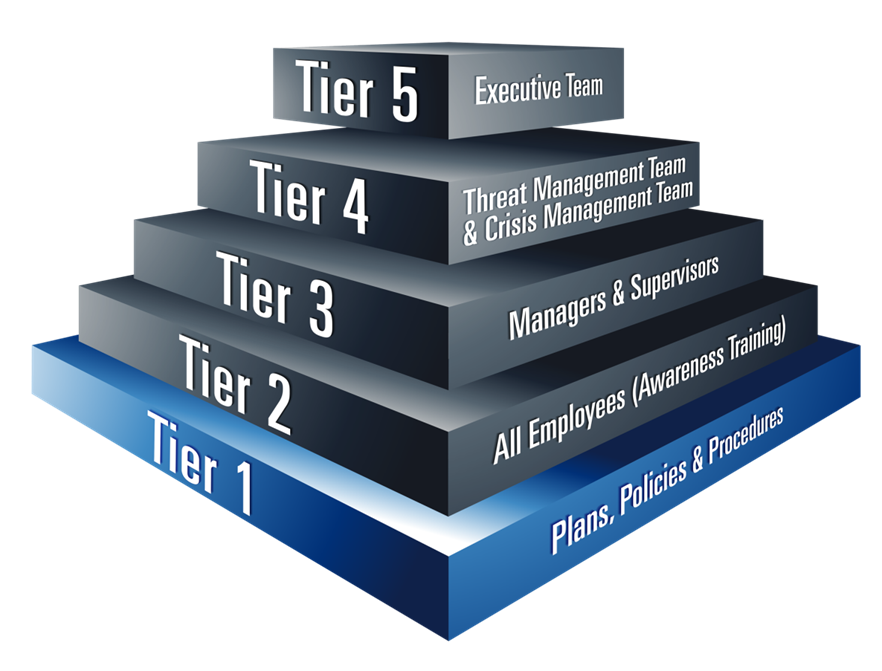 Tier 5
Executive Team
Tier 4
Threat Management Team
& Crisis Management Team
Tier 3
Managers & Supervisors
Tier 2
All Employees (Awareness Training)
Tier 1
Plans, Policies & Procedures